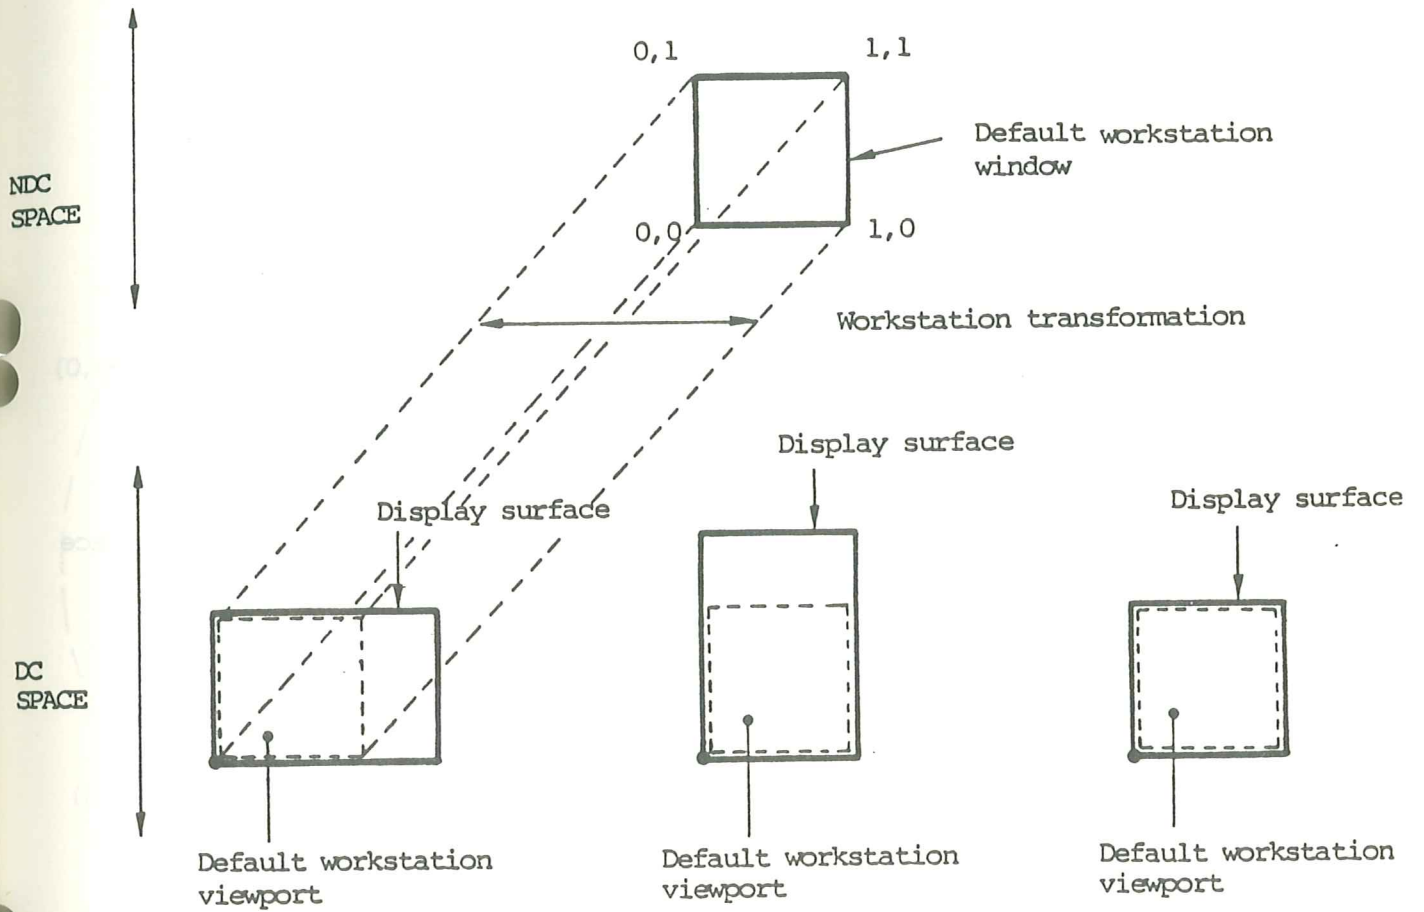 0,1
1,1
Default workstation
window
NDC
SPACE
0,0
1,0
Workstation transformation
Display surface
Display surface
Display surface
DC
SPACE
Default workstation
viewport
Default workstation
viewport
Default workstation
viewport